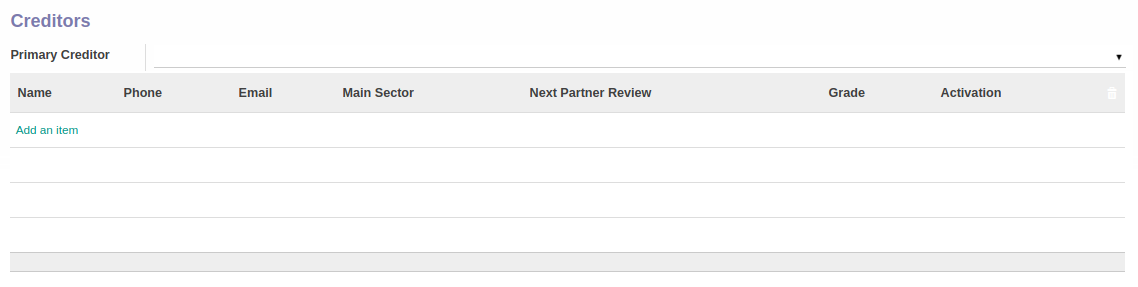 Creditors
Primary Creditor
Name Phone Email Main Sector Next Partner Review Grade Activation
Add an item